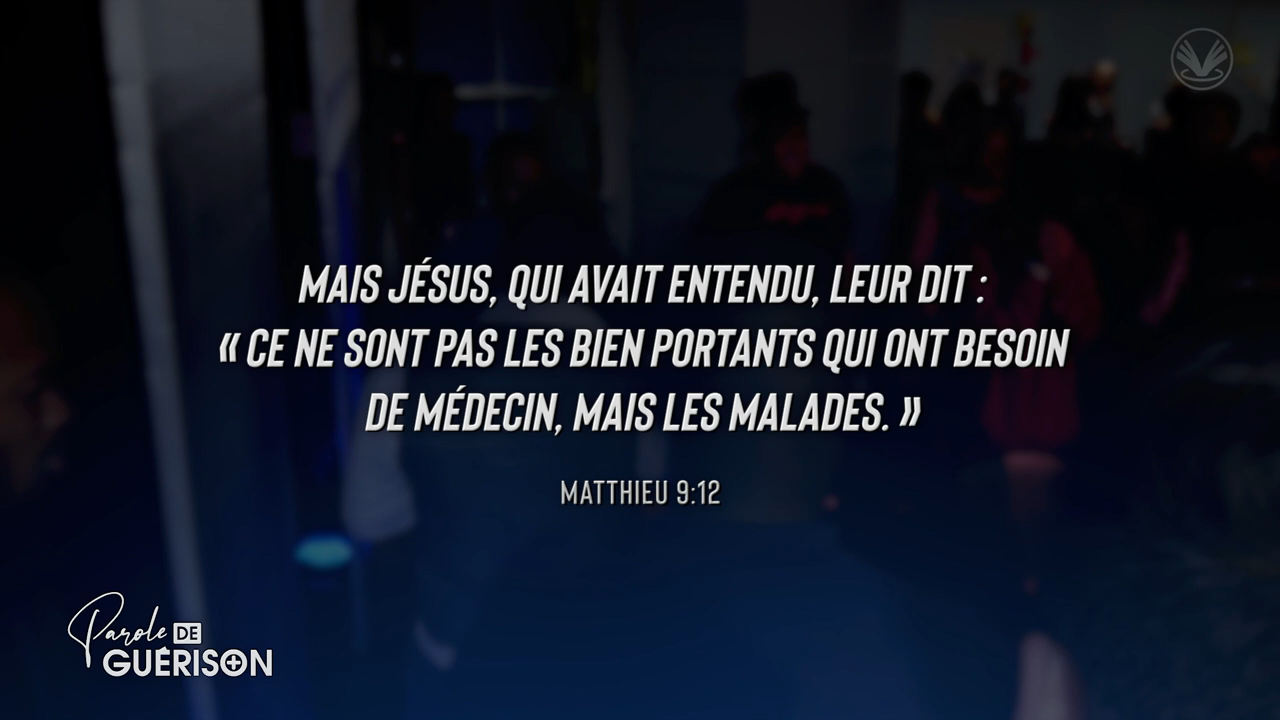 MAIS JÉSUS, QUI AVAIT ENTENDU, LEUR DIT :
« CE NE SONT PAS LES BIEN PORTANTS QUI ONT BESOIN
DE MÉDECIN, MAIS LES MALADES. »
MATTHIEU 9:12
Parole DE
GUÉRISON